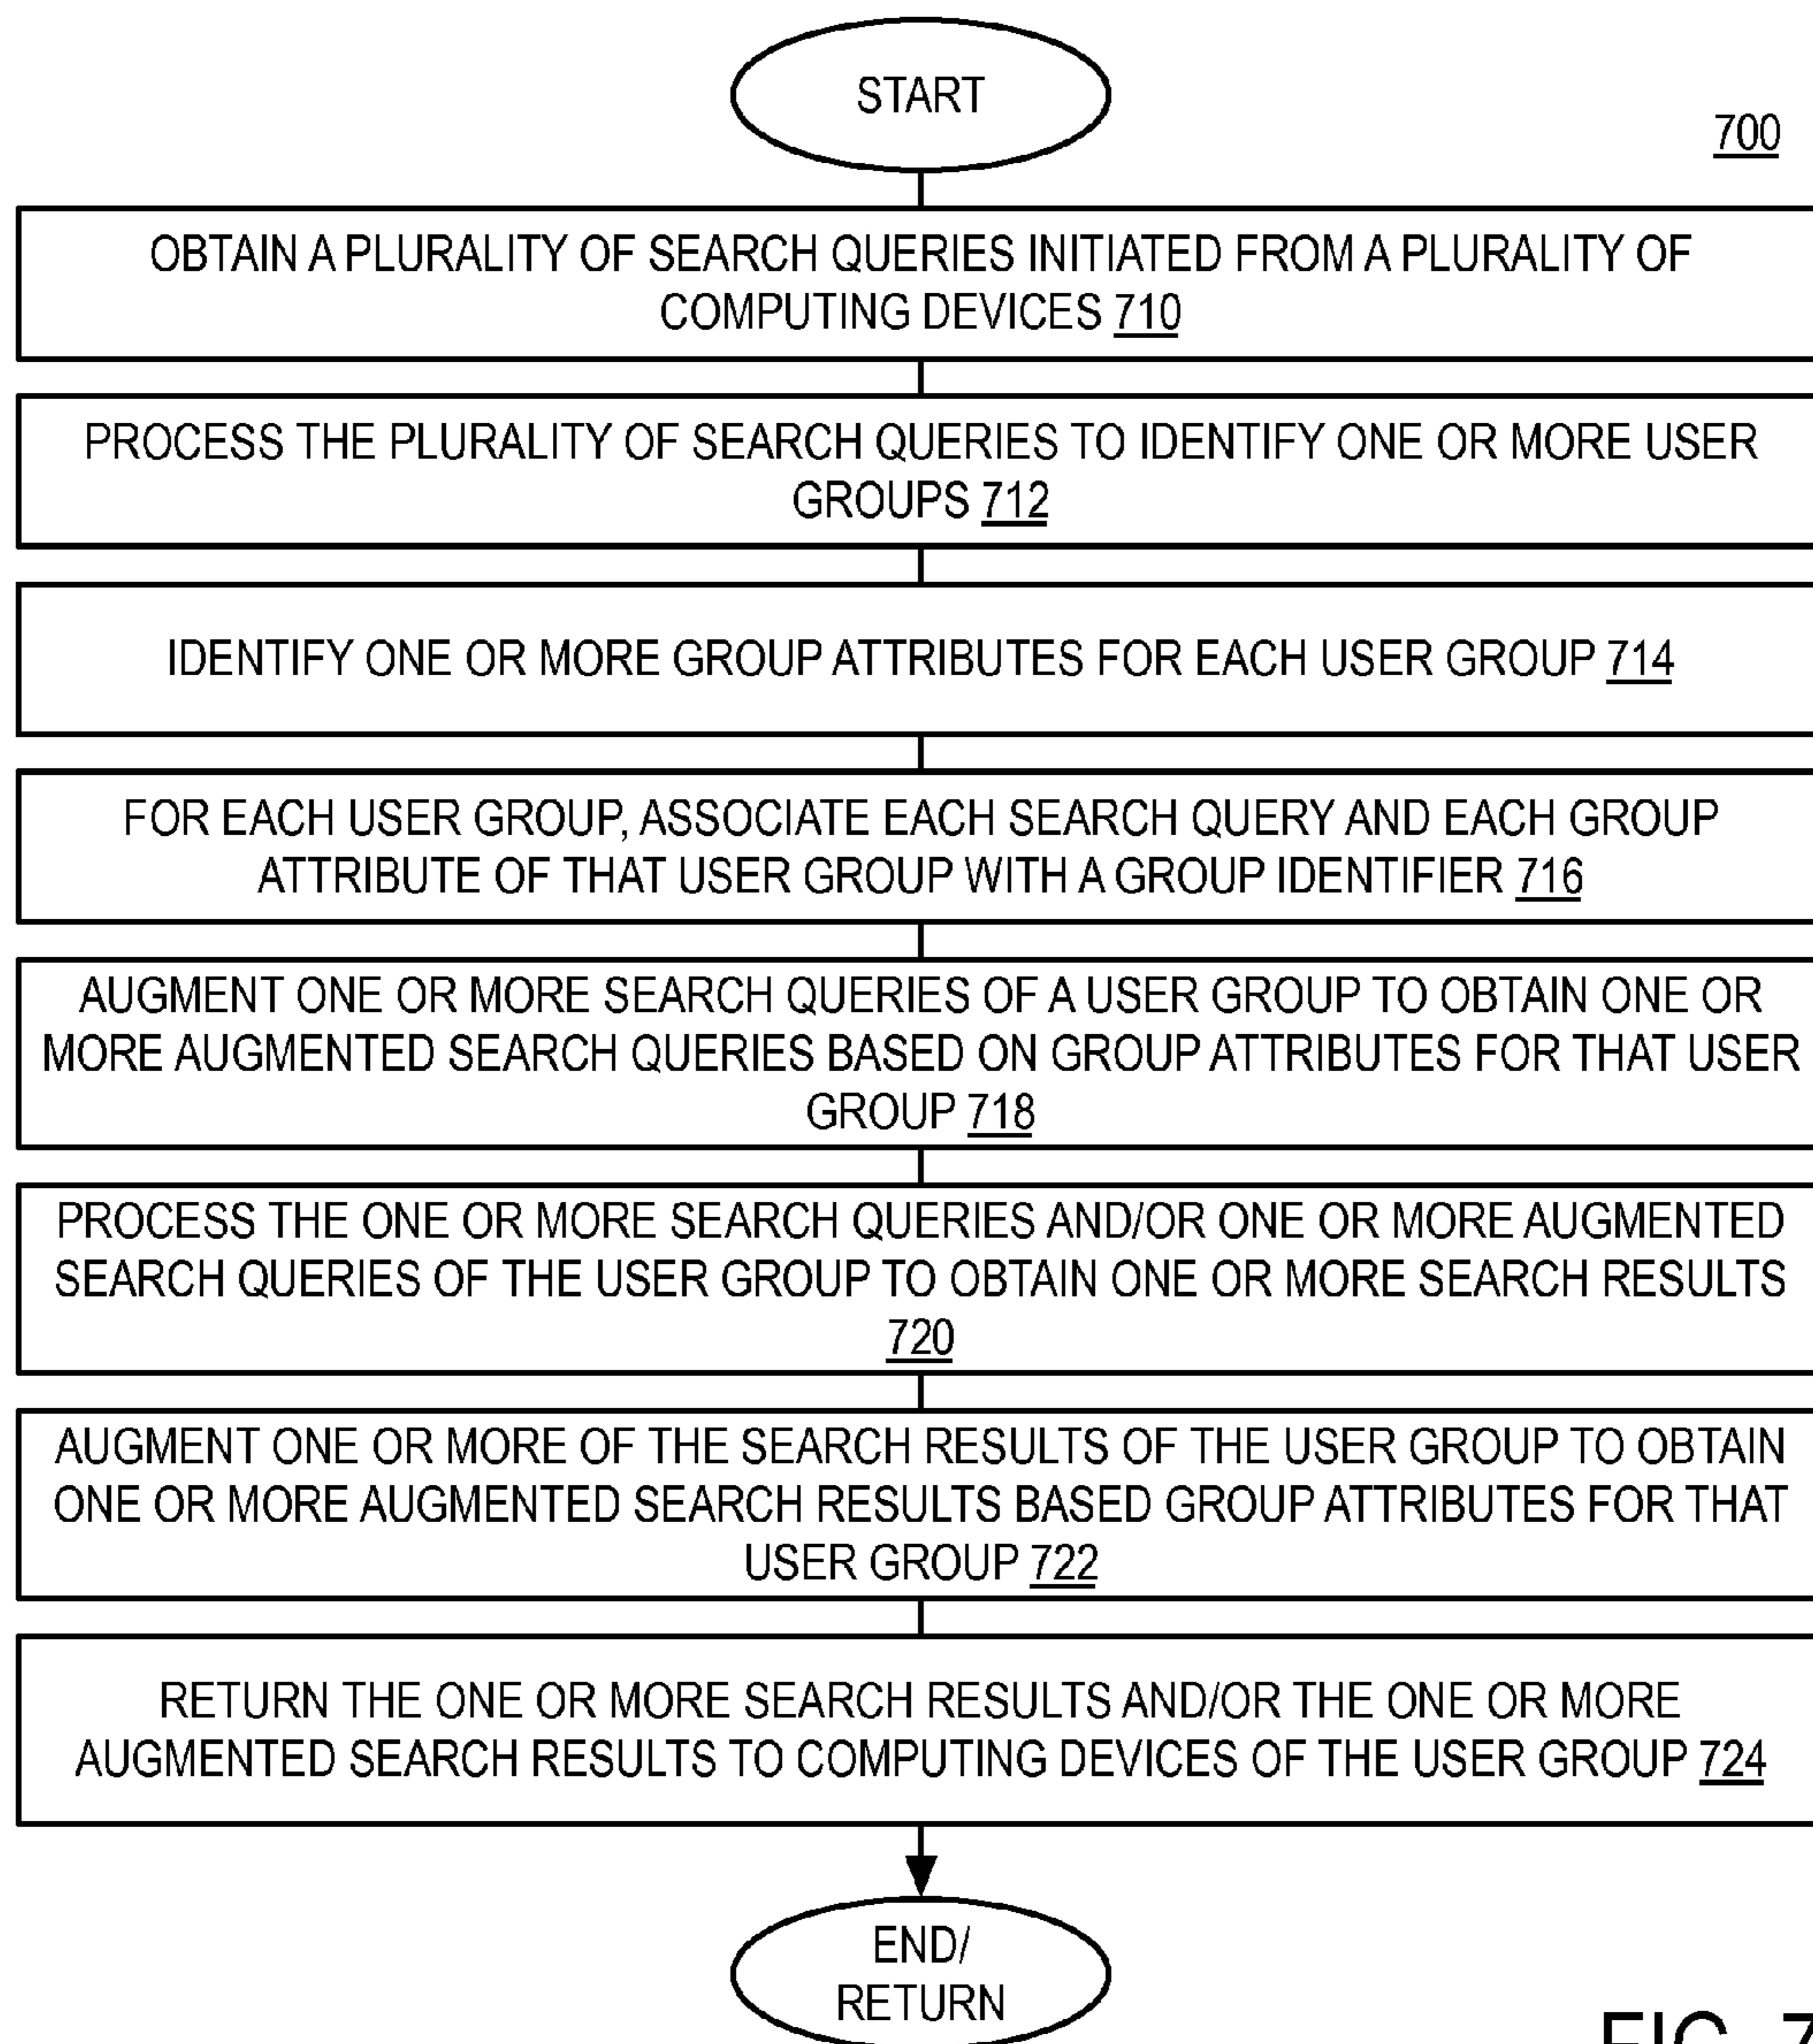 START
700
OBTAIN A PLURALITY OF SEARCH QUERIES INITIATED FROM A PLURALITY OF
COMPUTING DEVICES 710
PROCESS THE PLURALITY OF SEARCH QUERIES TO IDENTIFY ONE OR MORE USER
GROUPS 712
IDENTIFY ONE OR MORE GROUP ATTRIBUTES FOR EACH USER GROUP 714
FOR EACH USER GROUP, ASSOCIATE EACH SEARCH QUERY AND EACH GROUP
ATTRIBUTE OF THAT USER GROUP WITH A GROUP IDENTIFIER 716
AUGMENT ONE OR MORE SEARCH QUERIES OF A USER GROUP TO OBTAIN ONE OR
MORE AUGMENTED SEARCH QUERIES BASED ON GROUP ATTRIBUTES FOR THAT USER
GROUP 718
PROCESS THE ONE OR MORE SEARCH QUERIES AND/OR ONE OR MORE AUGMENTED
SEARCH QUERIES OF THE USER GROUP TO OBTAIN ONE OR MORE SEARCH RESULTS
720
AUGMENT ONE OR MORE OF THE SEARCH RESULTS OF THE USER GROUP TO OBTAIN
ONE OR MORE AUGMENTED SEARCH RESULTS BASED GROUP ATTRIBUTES FOR THAT
USER GROUP 722
RETURN THE ONE OR MORE SEARCH RESULTS AND/OR THE ONE OR MORE
AUGMENTED SEARCH RESULTS TO COMPUTING DEVICES OF THE USER GROUP 724
END/
RETURN
FIG. 7